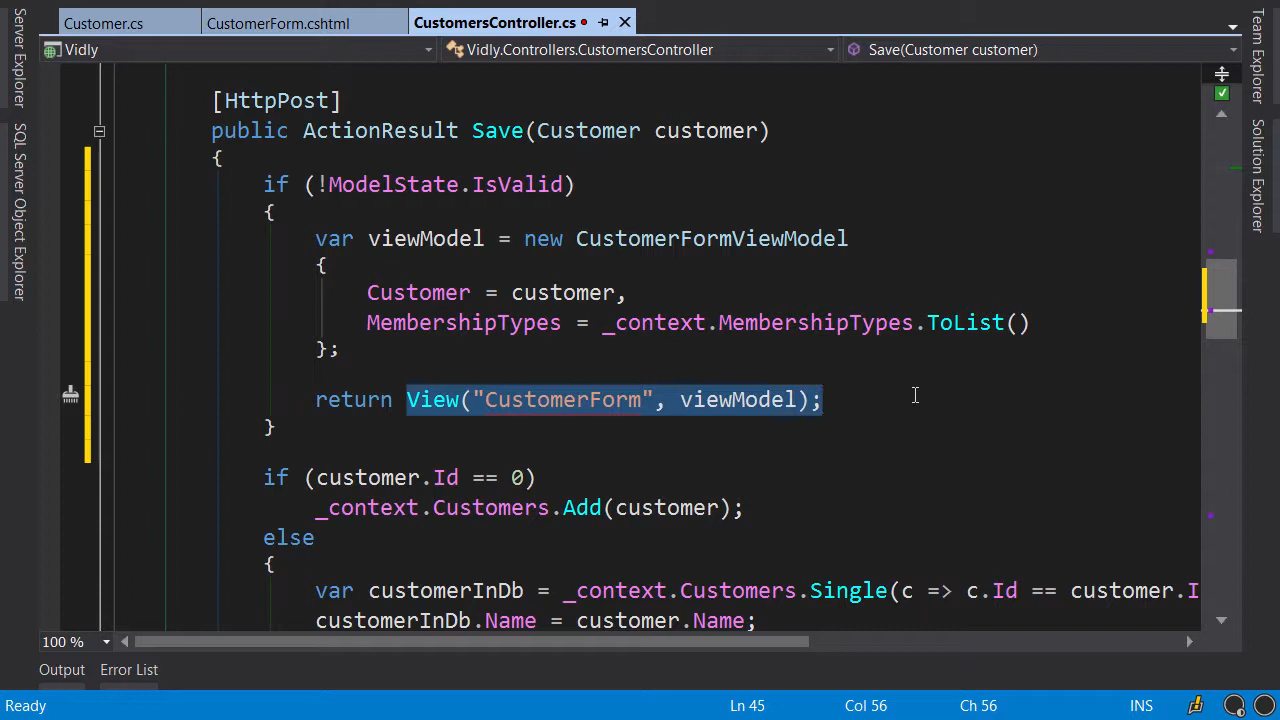 Customer.cs CustomerForm.cshtml CustomersController.cs
Vidly Vidly.Controllers.CustomersController Save(Customer customer)
Server Explorer
SQL Server Object Explorer
Team Explorer
Solution Explorer
[HttpPost]
public ActionResult Save(Customer customer)
{
if (!ModelState.IsValid)
{
var viewModel = new CustomerFormViewModel
{
Customer = customer,
MembershipTypes = _context.MembershipTypes.ToList()
};
return View("CustomerForm", viewModel);
}
if (customer.Id == 0)
_context.Customers.Add(customer);
else
{
var customerInDb = _context.Customers.Single(c => c.Id == customer.I
customerInDb.Name = customer.Name;
100 %
Output Error List
Ready Ln 45 Col 56 Ch 56 INS